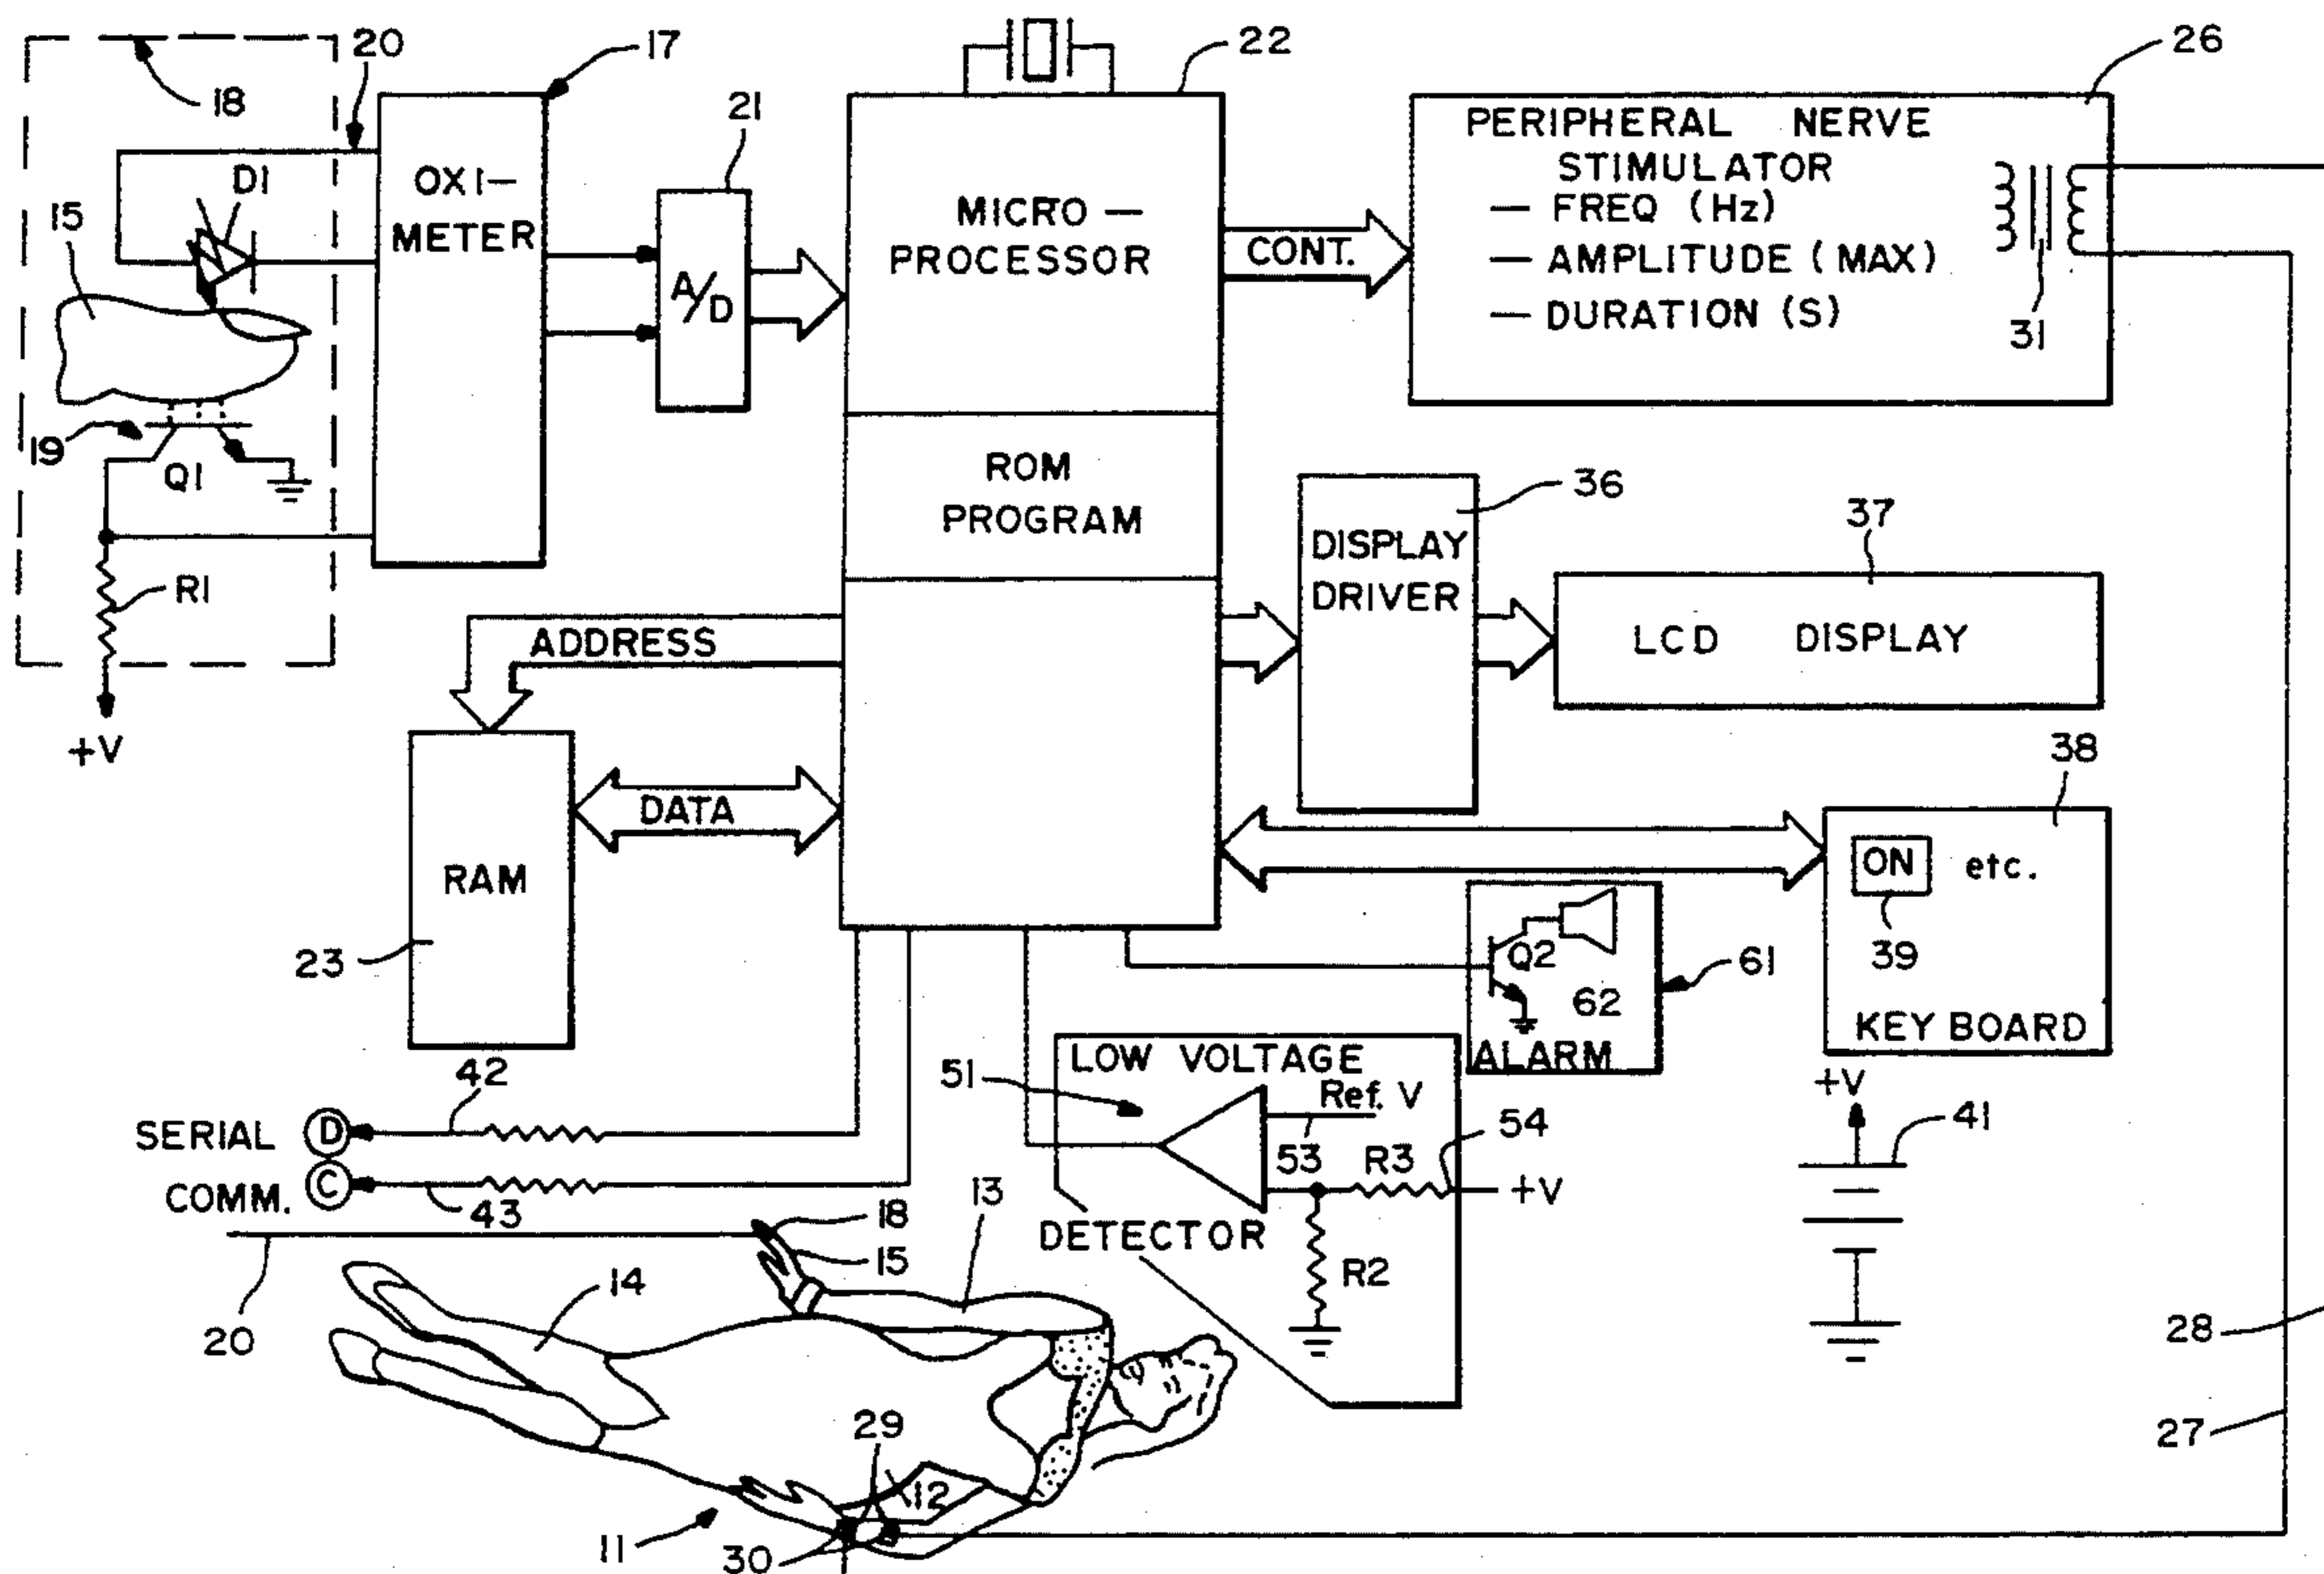 20
17
18
22
26
21
D1
15
OXI-
METER
A/D
19
Q1
R1
+V
MICRO -
PROCESSOR
ROM
PROGRAM
CONT.
PERIPHERAL NERVE
STIMULATOR
- FREQ (Hz)
- AMPLITUDE (MAX)
- DURATION (S)
31
36
DISPLAY
DRIVER
37
LCD DISPLAY
ADDRESS
DATA
RAM
23
38
ON etc.
39
KEY BOARD
Q2
62
ALARM
61
LOW VOLTAGE
51
Ref. V
53
54
R3
+V
R2
DETECTOR
+V
41
42
SERIAL D
COMM. C
43
18
13
15
14
20
29
12
11
30
28
27